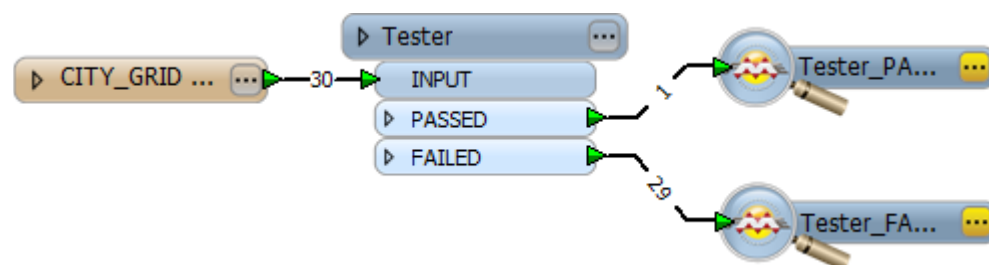 Tester
CITY_GRID ...
30
INPUT
PASSED
FAILED
1
Tester_PA...
29
Tester_FA...